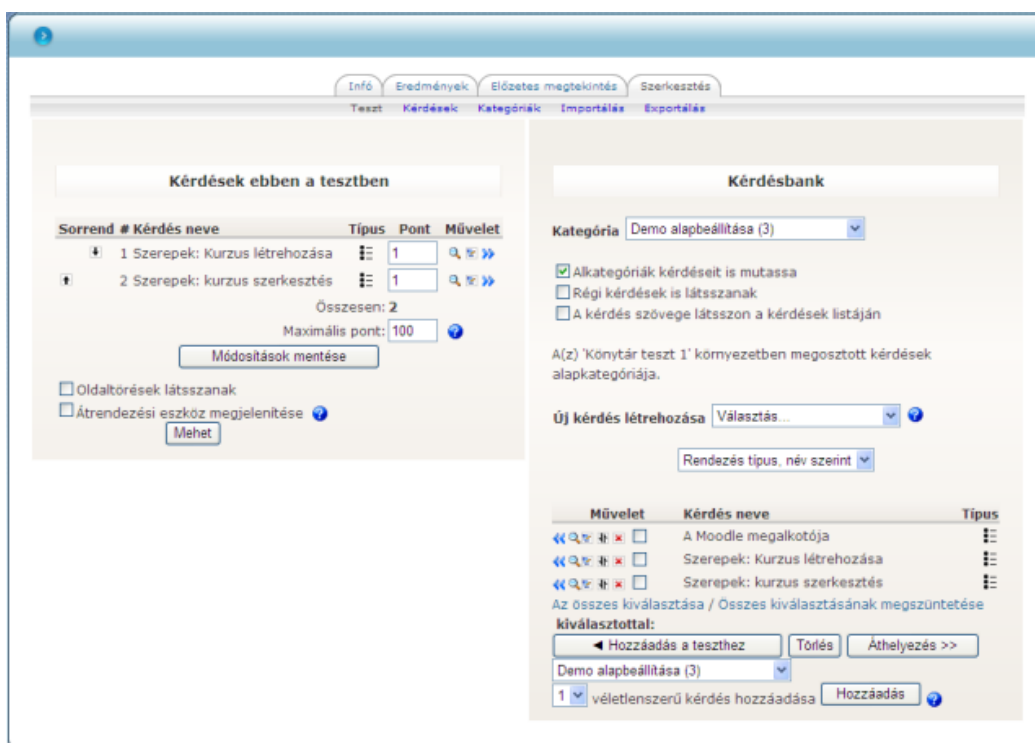 Infó Eredmények Előzetes megtekintés Szerkesztés
Teszt Kérdések Kategóriák Importálás Exportálás
Kérdések ebben a tesztben
Sorrend # Kérdés neve Típus Pont Művelet
1 Szerepek: Kurzus létrehozása 1
2 Szerepek: kurzus szerkesztés 1
Összesen: 2
Maximális pont: 100
Módosítások mentése
Oldaltörések látsszanak
Átrendezési eszköz megjelenítése
Mehet
Kérdésbank
Kategória Demo alapbeállítása (3)
Alkategóriák kérdéseit is mutassa
Régi kérdések is látsszanak
A kérdés szövege látsszon a kérdések listáján
A(z) 'Könytár teszt 1' környezetben megosztott kérdések
alapkategóriája.
Új kérdés létrehozása Választás...
Rendezés típus, név szerint
Művelet Kérdés neve Típus
A Moodle megalkotója
Szerepek: Kurzus létrehozása
Szerepek: kurzus szerkesztés
Az összes kiválasztása / Összes kiválasztásának megszüntetése
kiválasztottal:
◄ Hozzáadás a teszthez Törlés Áthelyezés >>
Demo alapbeállítása (3)
1 véletlenszerű kérdés hozzáadása Hozzáadás